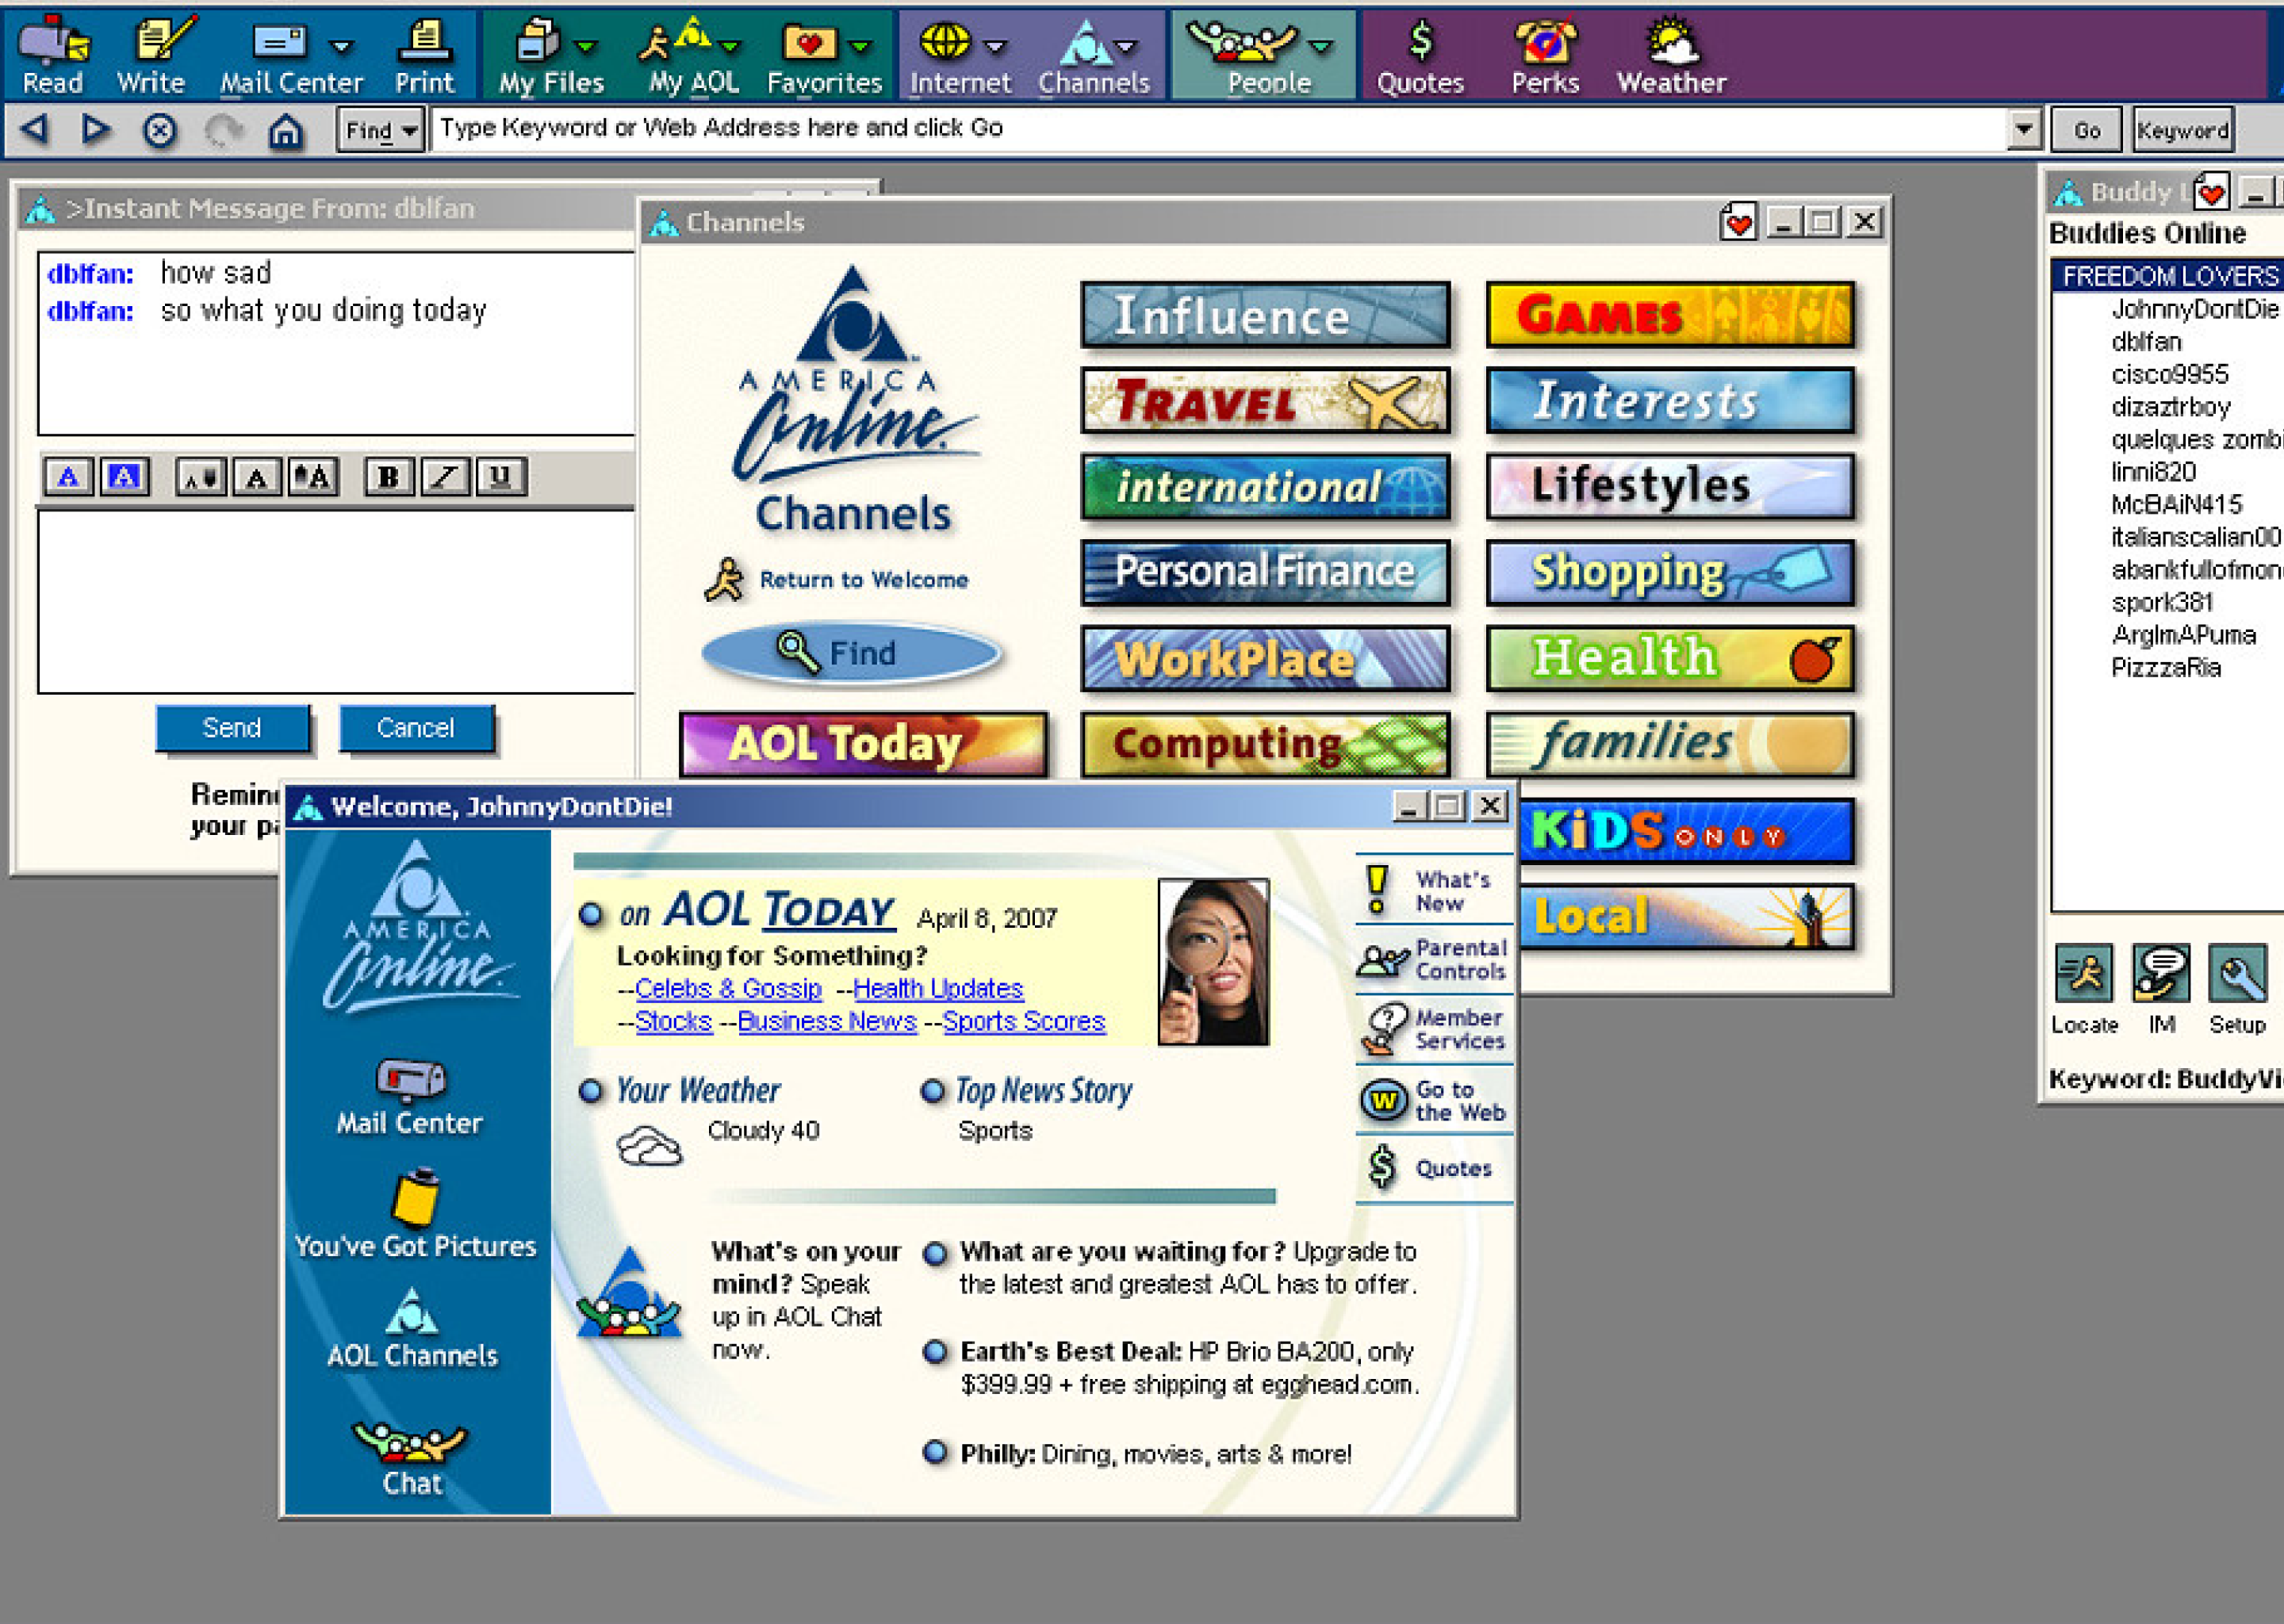 Read Write Mail Center Print My Files My AOL Favorites Internet Channels People Quotes Perks Weather
Find Type Keyword or Web Address here and click Go Go Keyword
>Instant Message From: dblfan
dblfan: how sad
dblfan: so what you doing today
A A A A A B I U
Send Cancel
Remin
your pa
Channels
AMERICA
Online
Channels
Return to Welcome
Find
AOL Today
Influence
GAMES
TRAVEL
Interests
international
Lifestyles
Personal Finance
Shopping
WorkPlace
Health
Computing
families
KiDS ONLY
Local
Welcome, JohnnyDontDie!
AMERICA
Online
Mail Center
You've Got Pictures
AOL Channels
Chat
on AOL TODAY April 8, 2007
Looking for Something?
--Celebs & Gossip --Health Updates
--Stocks --Business News --Sports Scores
Your Weather
Cloudy 40
Top News Story
Sports
What's on your
mind? Speak
up in AOL Chat
now.
What are you waiting for? Upgrade to
the latest and greatest AOL has to offer.
Earth's Best Deal: HP Brio BA200, only
$399.99 + free shipping at egghead.com.
Philly: Dining, movies, arts & more!
What's
New
Parental
Controls
Member
Services
W Go to
the Web
Quotes
Buddy L
Buddies Online
FREEDOM LOVERS
JohnnyDontDie
dblfan
cisco9955
dizaztrboy
quelques zombi
linni820
McBAiN415
italianscalian00
abankfullofmon
spork381
ArgImAPuma
PizzzaRia
Locate IM Setup
Keyword: BuddyVi